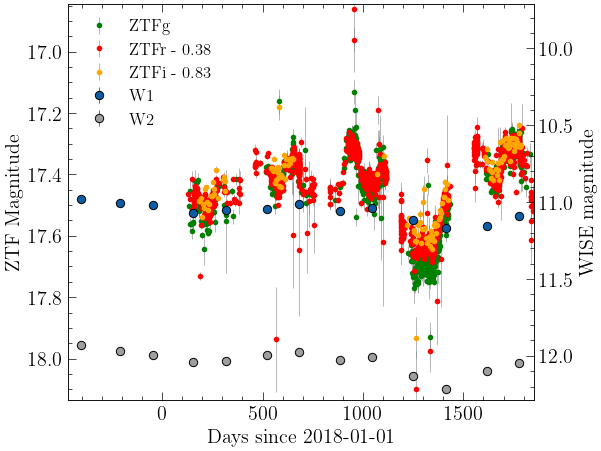 ZTFg
ZTFr - 0.38
ZTFi - 0.83
W1
W2
17.0
17.2
17.4
17.6
17.8
18.0
ZTF Magnitude
10.0
10.5
11.0
11.5
12.0
WISE magnitude
0
500
1000
1500
Days since 2018-01-01